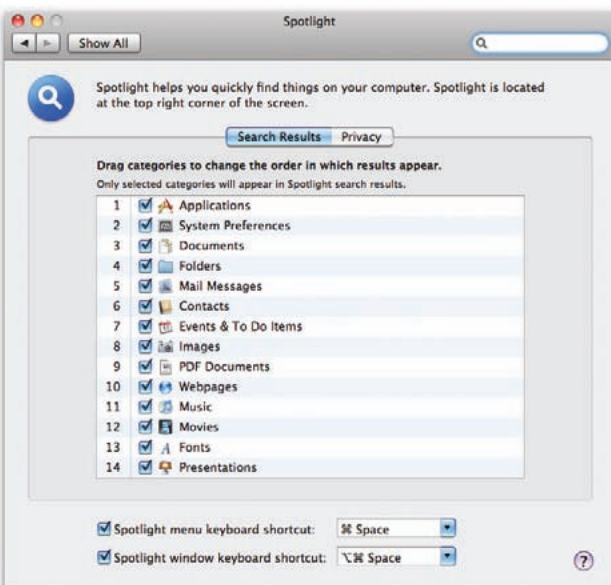 Spotlight
Show All
Spotlight helps you quickly find things on your computer. Spotlight is located
at the top right corner of the screen.
Search Results Privacy
Drag categories to change the order in which results appear.
Only selected categories will appear in Spotlight search results.
1 Applications
2 System Preferences
3 Documents
4 Folders
5 Mail Messages
6 Contacts
7 Events & To Do Items
8 Images
9 PDF Documents
10 Webpages
11 Music
12 Movies
13 Fonts
14 Presentations
Spotlight menu keyboard shortcut: ⌘ Space
Spotlight window keyboard shortcut: ⌥⌘ Space
?